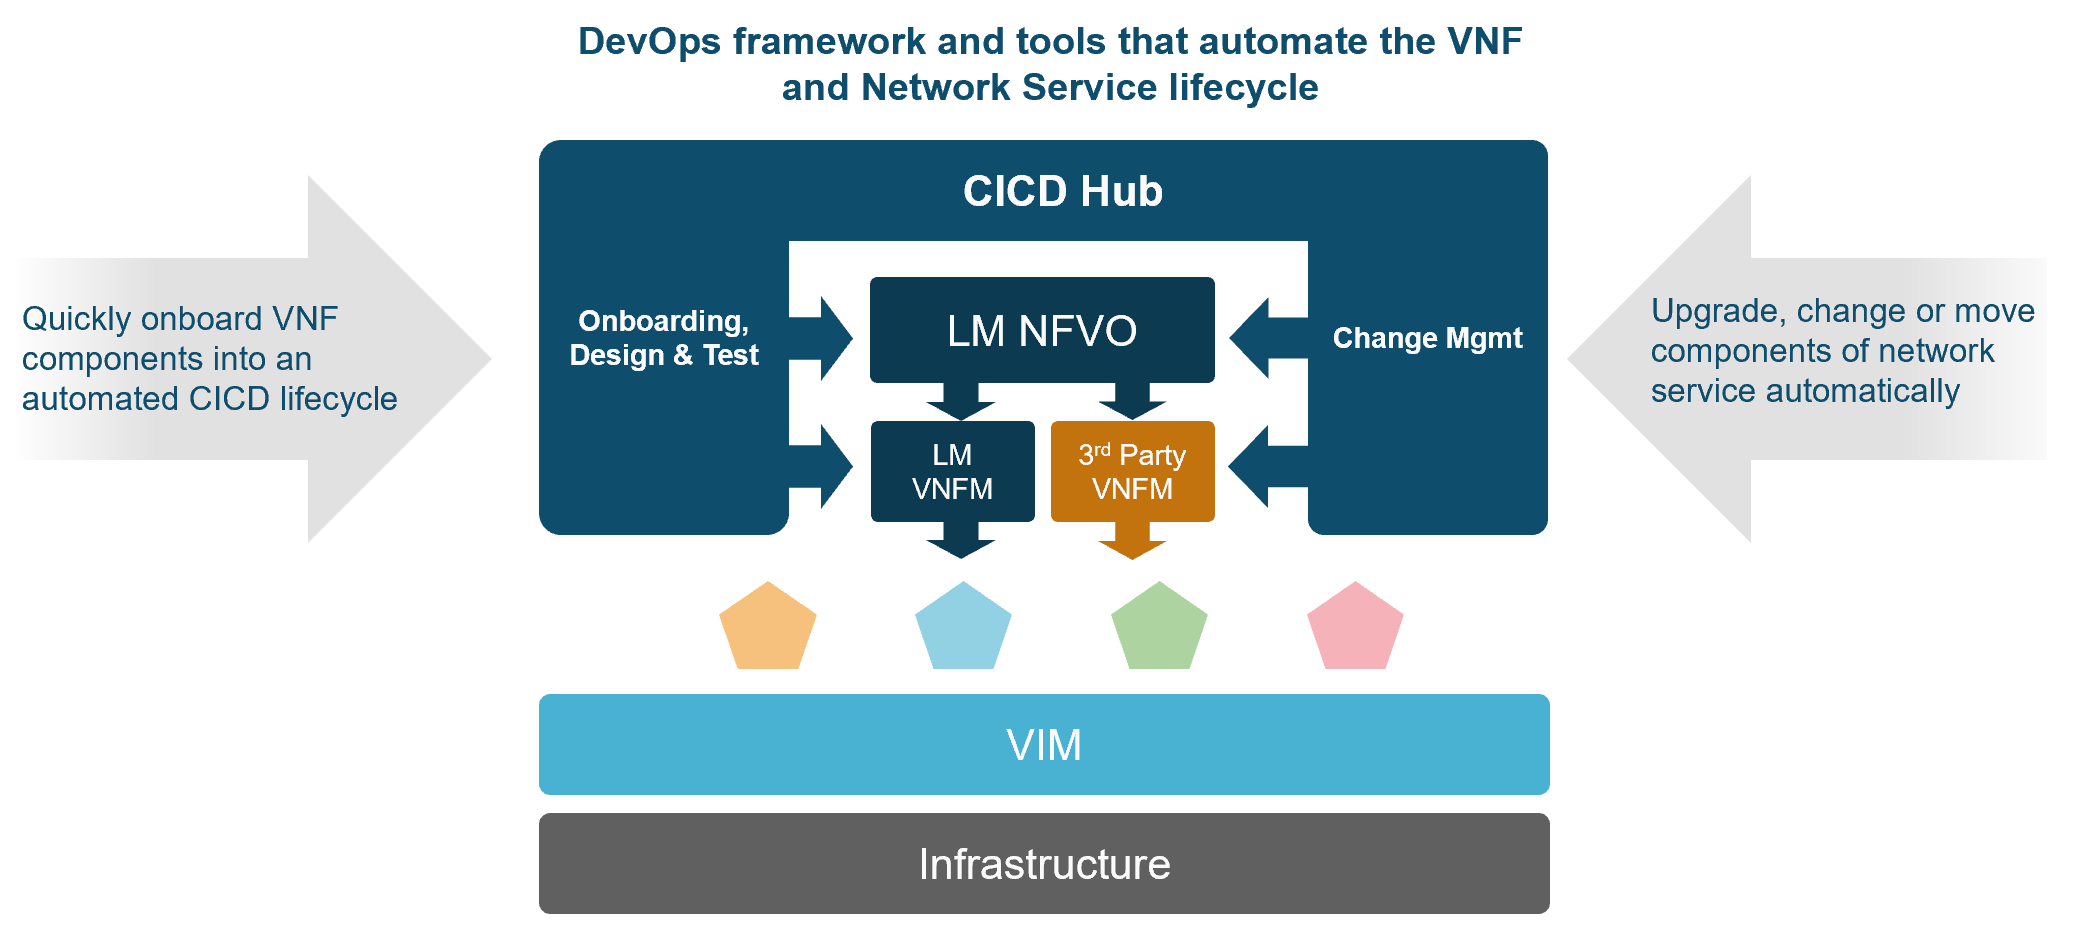 DevOps framework and tools that automate the VNF
and Network Service lifecycle
CICD Hub
Quickly onboard VNF
components into an
automated CICD lifecycle
Onboarding,
Design & Test
LM NFVO
Change Mgmt
Upgrade, change or move
components of network
service automatically
LM
VNFM
3rd Party
VNFM
VIM
Infrastructure